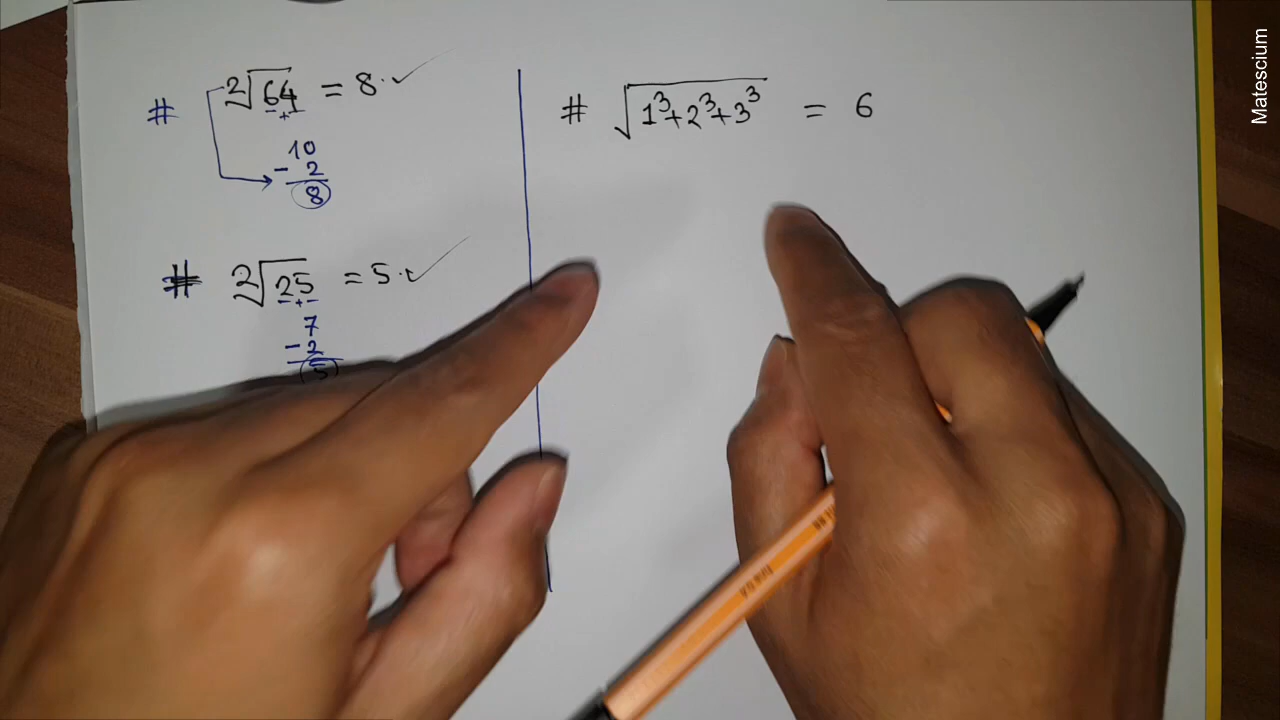 # ²√64 = 8. ✓
+
10
- 2
8
# ²√25 = 5. ✓
- + -
7
- 2
5
# √1³+2³+3³ = 6
Matescium